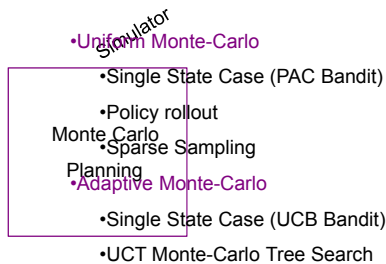 Simulator
•Uniform Monte-Carlo
•Single State Case (PAC Bandit)
•Policy rollout
Monte Carlo
•Sparse Sampling
Planning
•Adaptive Monte-Carlo
•Single State Case (UCB Bandit)
•UCT Monte-Carlo Tree Search